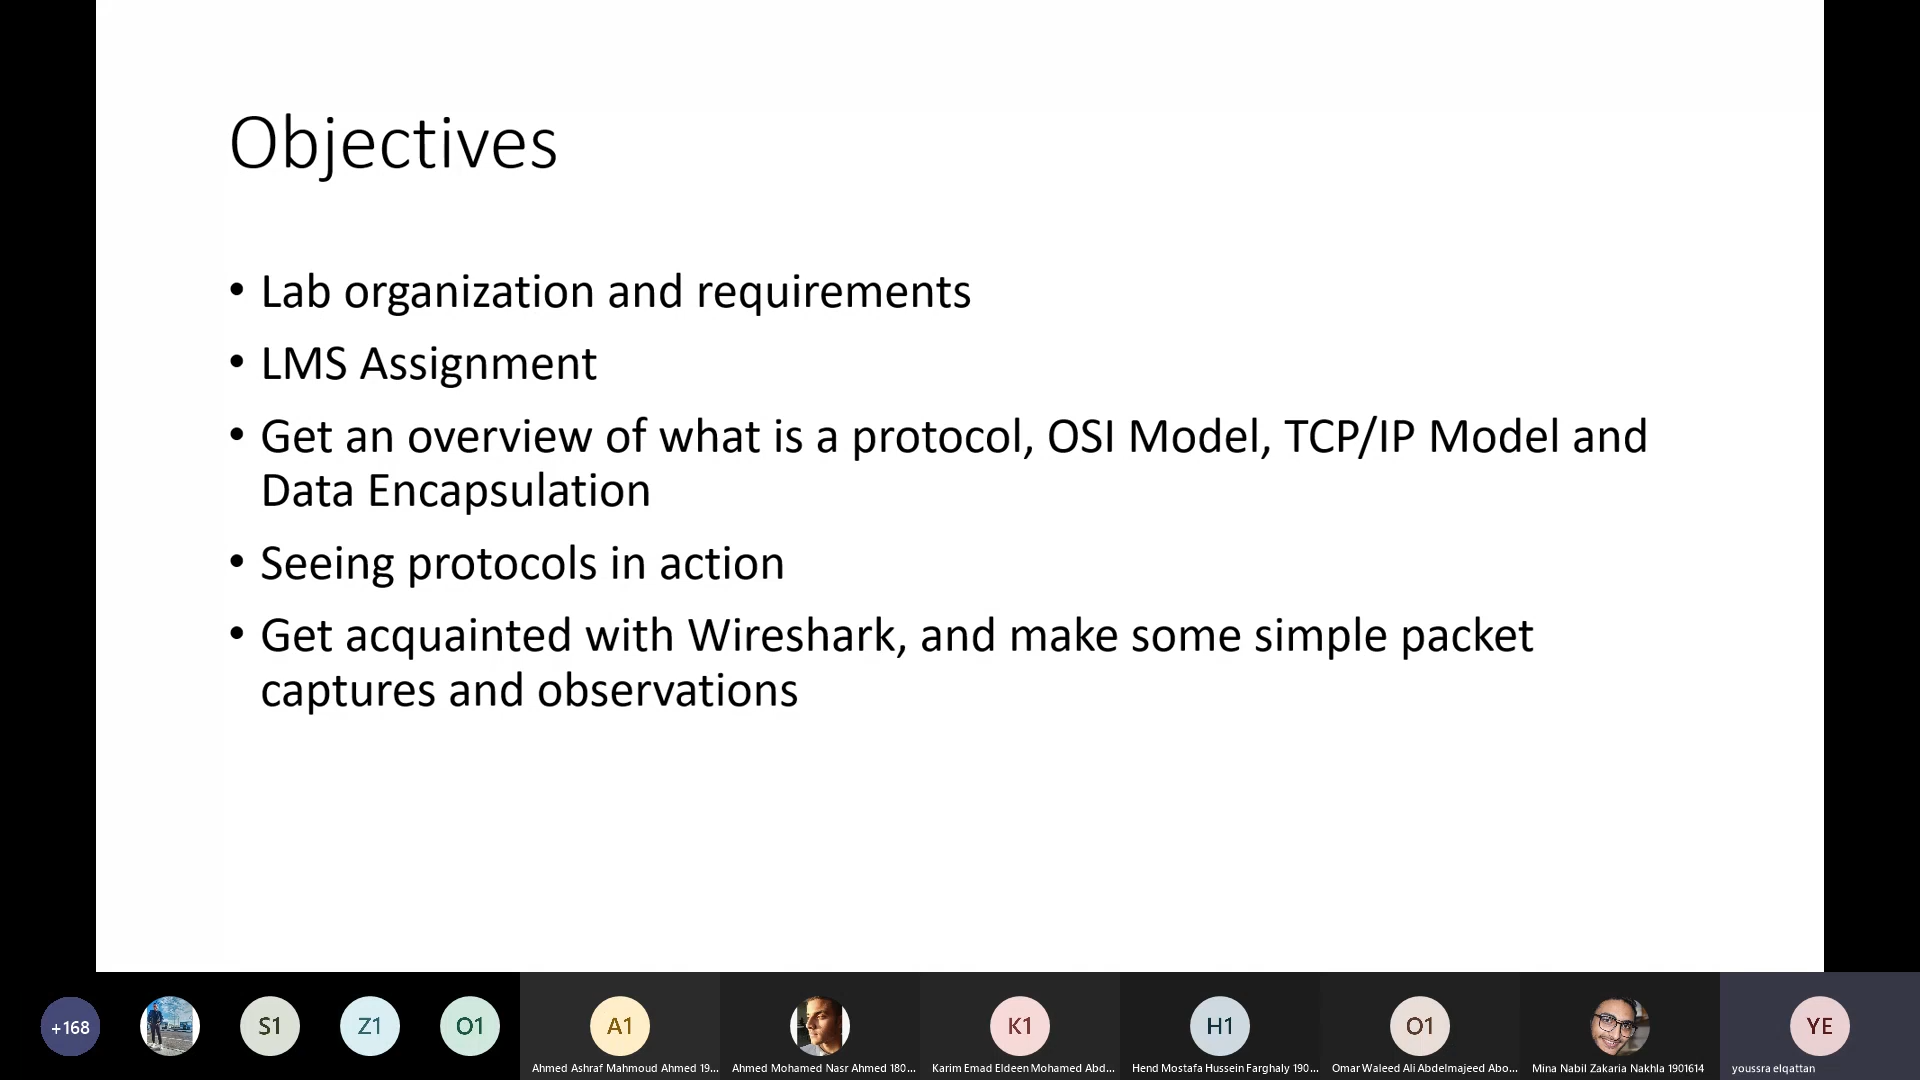 Objectives
• Lab organization and requirements
• LMS Assignment
• Get an overview of what is a protocol, OSI Model, TCP/IP Model and
Data Encapsulation
• Seeing protocols in action
• Get acquainted with Wireshark, and make some simple packet
captures and observations
+168
S1
Z1
O1
A1
K1
H1
O1
YE
Ahmed Ashraf Mahmoud Ahmed 19...
Ahmed Mohamed Nasr Ahmed 180...
Karim Emad Eldeen Mohamed Abd...
Hend Mostafa Hussein Farghaly 190...
Omar Waleed Ali Abdelmajeed Abo...
Mina Nabil Zakaria Nakhla 1901614
youssra elqattan